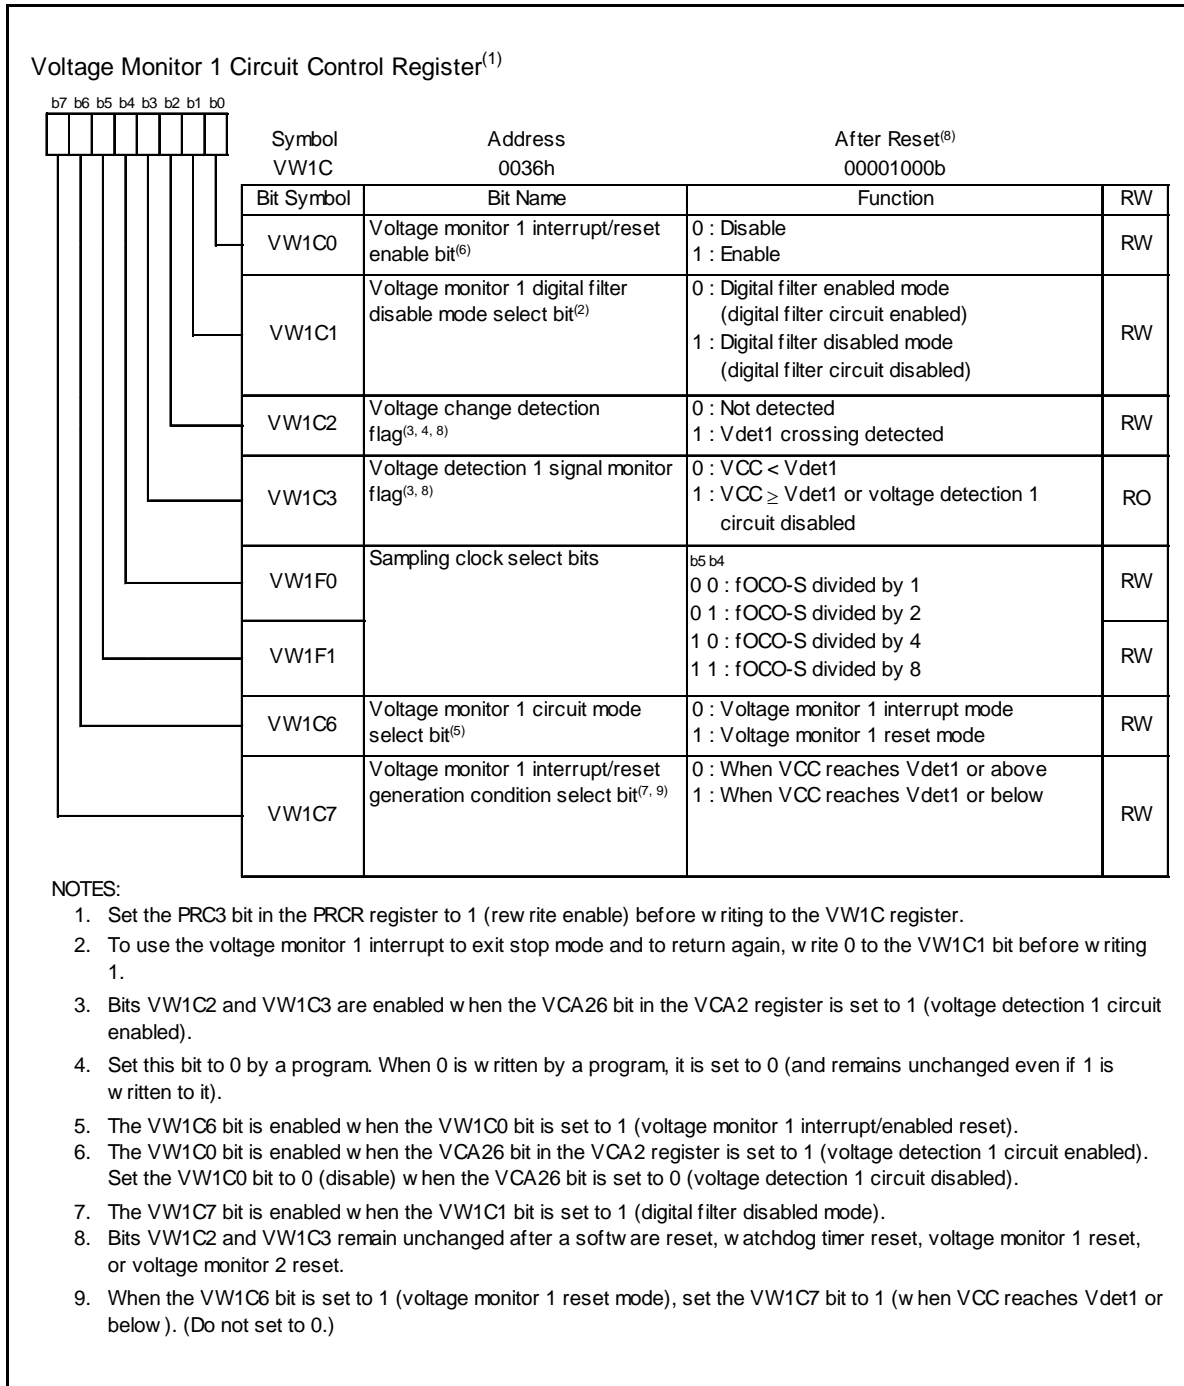 Voltage Monitor 1 Circuit Control Register(1)
b7 b6 b5 b4 b3 b2 b1 b0
Symbol Address After Reset(8)
VW1C 0036h 00001000b
Bit Symbol Bit Name Function RW
VW1C0 Voltage monitor 1 interrupt/reset enable bit(6) 0 : Disable
1 : Enable RW
VW1C1 Voltage monitor 1 digital filter disable mode select bit(2) 0 : Digital filter enabled mode
(digital filter circuit enabled)
1 : Digital filter disabled mode
(digital filter circuit disabled) RW
VW1C2 Voltage change detection flag(3, 4, 8) 0 : Not detected
1 : Vdet1 crossing detected RW
VW1C3 Voltage detection 1 signal monitor flag(3, 8) 0 : VCC < Vdet1
1 : VCC ≥ Vdet1 or voltage detection 1
circuit disabled RO
VW1F0 Sampling clock select bits b5 b4
0 0 : fOCO-S divided by 1
0 1 : fOCO-S divided by 2 RW
VW1F1 1 0 : fOCO-S divided by 4
1 1 : fOCO-S divided by 8 RW
VW1C6 Voltage monitor 1 circuit mode select bit(5) 0 : Voltage monitor 1 interrupt mode
1 : Voltage monitor 1 reset mode RW
VW1C7 Voltage monitor 1 interrupt/reset generation condition select bit(7, 9) 0 : When VCC reaches Vdet1 or above
1 : When VCC reaches Vdet1 or below RW
NOTES:
1. Set the PRC3 bit in the PRCR register to 1 (rewrite enable) before writing to the VW1C register.
2. To use the voltage monitor 1 interrupt to exit stop mode and to return again, write 0 to the VW1C1 bit before writing
1.
3. Bits VW1C2 and VW1C3 are enabled when the VCA26 bit in the VCA2 register is set to 1 (voltage detection 1 circuit
enabled).
4. Set this bit to 0 by a program. When 0 is written by a program, it is set to 0 (and remains unchanged even if 1 is
written to it).
5. The VW1C6 bit is enabled when the VW1C0 bit is set to 1 (voltage monitor 1 interrupt/enabled reset).
6. The VW1C0 bit is enabled when the VCA26 bit in the VCA2 register is set to 1 (voltage detection 1 circuit enabled).
Set the VW1C0 bit to 0 (disable) when the VCA26 bit is set to 0 (voltage detection 1 circuit disabled).
7. The VW1C7 bit is enabled when the VW1C1 bit is set to 1 (digital filter disabled mode).
8. Bits VW1C2 and VW1C3 remain unchanged after a software reset, watchdog timer reset, voltage monitor 1 reset,
or voltage monitor 2 reset.
9. When the VW1C6 bit is set to 1 (voltage monitor 1 reset mode), set the VW1C7 bit to 1 (when VCC reaches Vdet1 or
below). (Do not set to 0.)